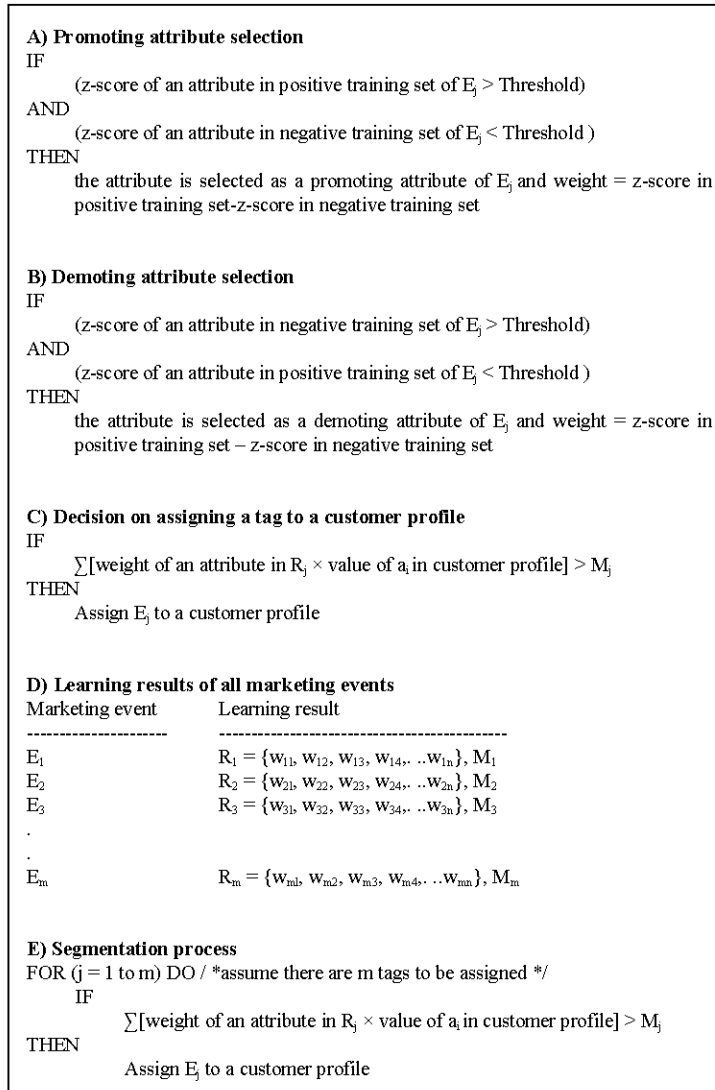 A) Promoting attribute selection
IF
(z-score of an attribute in positive training set of Ej > Threshold)
AND
(z-score of an attribute in negative training set of Ej < Threshold )
THEN
the attribute is selected as a promoting attribute of Ej and weight = z-score in
positive training set-z-score in negative training set
B) Demoting attribute selection
IF
(z-score of an attribute in negative training set of Ej > Threshold)
AND
(z-score of an attribute in positive training set of Ej < Threshold )
THEN
the attribute is selected as a demoting attribute of Ej and weight = z-score in
positive training set – z-score in negative training set
C) Decision on assigning a tag to a customer profile
IF
∑[weight of an attribute in Rj × value of ai in customer profile] > Mj
THEN
Assign Ej to a customer profile
D) Learning results of all marketing events
Marketing event Learning result
---------------------- ---------------------------------------------
E1 R1 = {w11, w12, w13, w14,. ..w1n}, M1
E2 R2 = {w21, w22, w23, w24,. ..w2n}, M2
E3 R3 = {w31, w32, w33, w34,. ..w3n}, M3
.
.
Em Rm = {wm1, wm2, wm3, wm4,. ..wmn}, Mm
E) Segmentation process
FOR (j = 1 to m) DO / *assume there are m tags to be assigned */
IF
∑[weight of an attribute in Rj × value of ai in customer profile] > Mj
THEN
Assign Ej to a customer profile